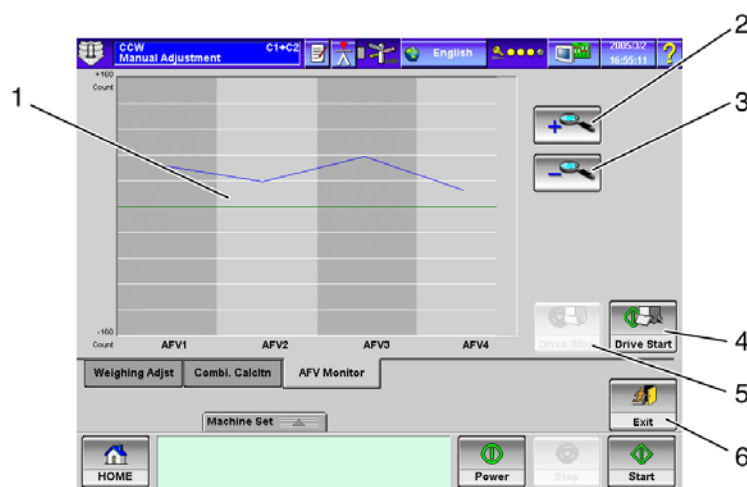 2
CCW C1+C2
Manual Adjustment
English
2005/3/2
16:55:11
?
+160
Count
1
+
3
-
-160
Count
AFV1 AFV2 AFV3 AFV4
Drive Stop
Drive Start
4
5
Weighing Adjst Combi. Calcltn AFV Monitor
Machine Set
Exit
6
HOME
Power
Stop
Start